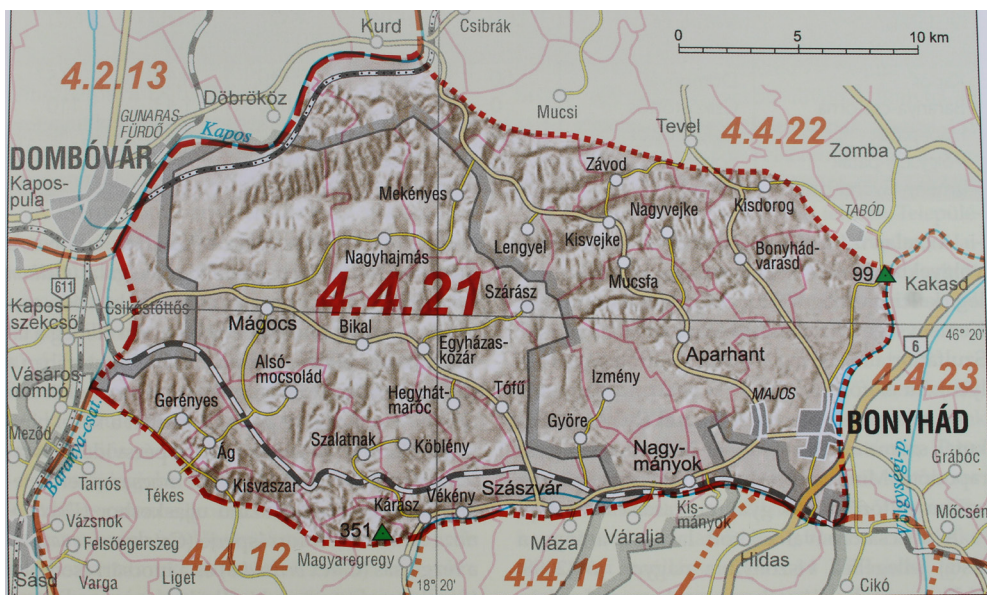 Kurd
Csibrák
0 5 10 km
4.2.13
GUNARAS-
FÜRDŐ
Döbrököz
Mucsi
Kapos
Tevel
4.4.22
Zomba
DOMBÓVÁR
Kapos-
pula
Mekényes
Závod
Nagyvejke
Kisdorog
TABÓD
Lengyel
Kisvejke
Bonyhád-
varasd
Nagyhajmás
99
Kakasd
611
4.4.21
Szárász
Mucsfa
Kapos-
szekcső
Csikóstőttős
Mágocs
Bikal
Egyházas-
kozár
Aparhant
6
46° 20'
Vásáros-
dombó
Alsó-
mocsolád
Hegyhát-
maróc
Tófű
Izmény
MAJOS
4.4.23
Gerényes
BONYHÁD
Meződ
Baranya-csat.
Ág
Szalatnak
Köblény
Györe
Nagy-
mányok
Völgységi-p.
Grábóc
Tarrós
Tékes
Kisvaszar
Kárász
Vékény
Szászvár
Kis-
mányok
Mőcsén
Vázsnok
351
Máza
Váralja
Felsőegerszeg
4.4.12
Magyaregregy
4.4.11
Hidas
Sásd
Varga
Liget
18° 20'
Cikó